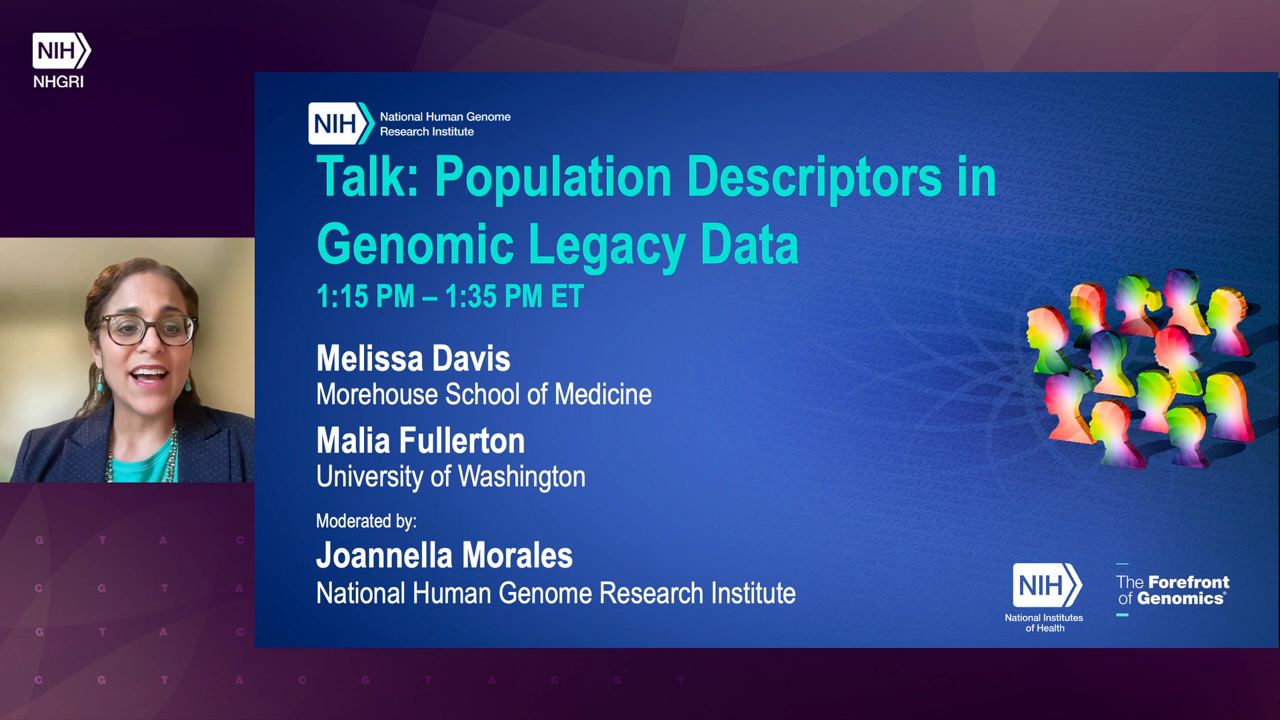 NIH
NHGRI
NIH
National Human Genome
Research Institute
Talk: Population Descriptors in
Genomic Legacy Data
1:15 PM – 1:35 PM ET
Melissa Davis
Morehouse School of Medicine
Malia Fullerton
University of Washington
Moderated by:
Joannella Morales
National Human Genome Research Institute
NIH
National Institutes
of Health
The Forefront
of Genomics®
G T A C
C G T A
G T A C
C G T A C G T A C G T A C G T